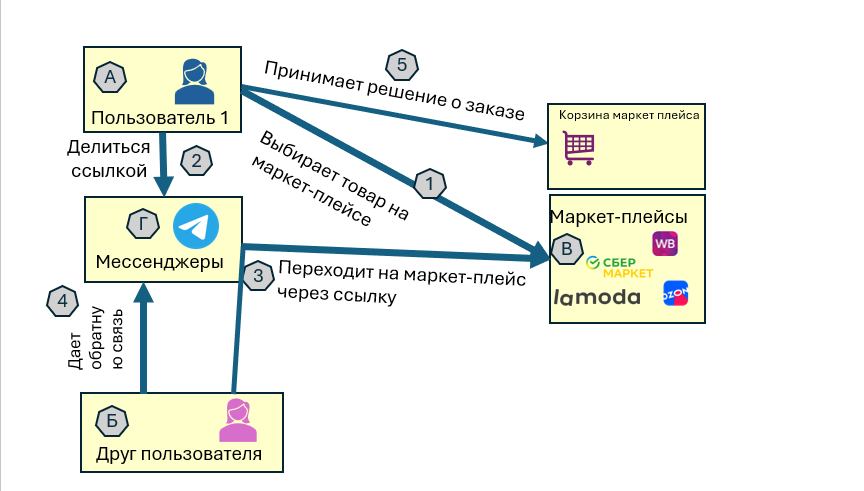 А
Пользователь 1
5
Принимает решение о заказе
Корзина маркет плейса
Делиться
ссылкой
2
Выбирает товар на
маркет-плейсе
1
Г
Мессенджеры
Маркет-плейсы
В
WB
СБЕР
МАРКЕТ
lamoda
OZON
3
Переходит на маркет-плейс
через ссылку
4
Дает
обратну
ю связь
Б
Друг пользователя